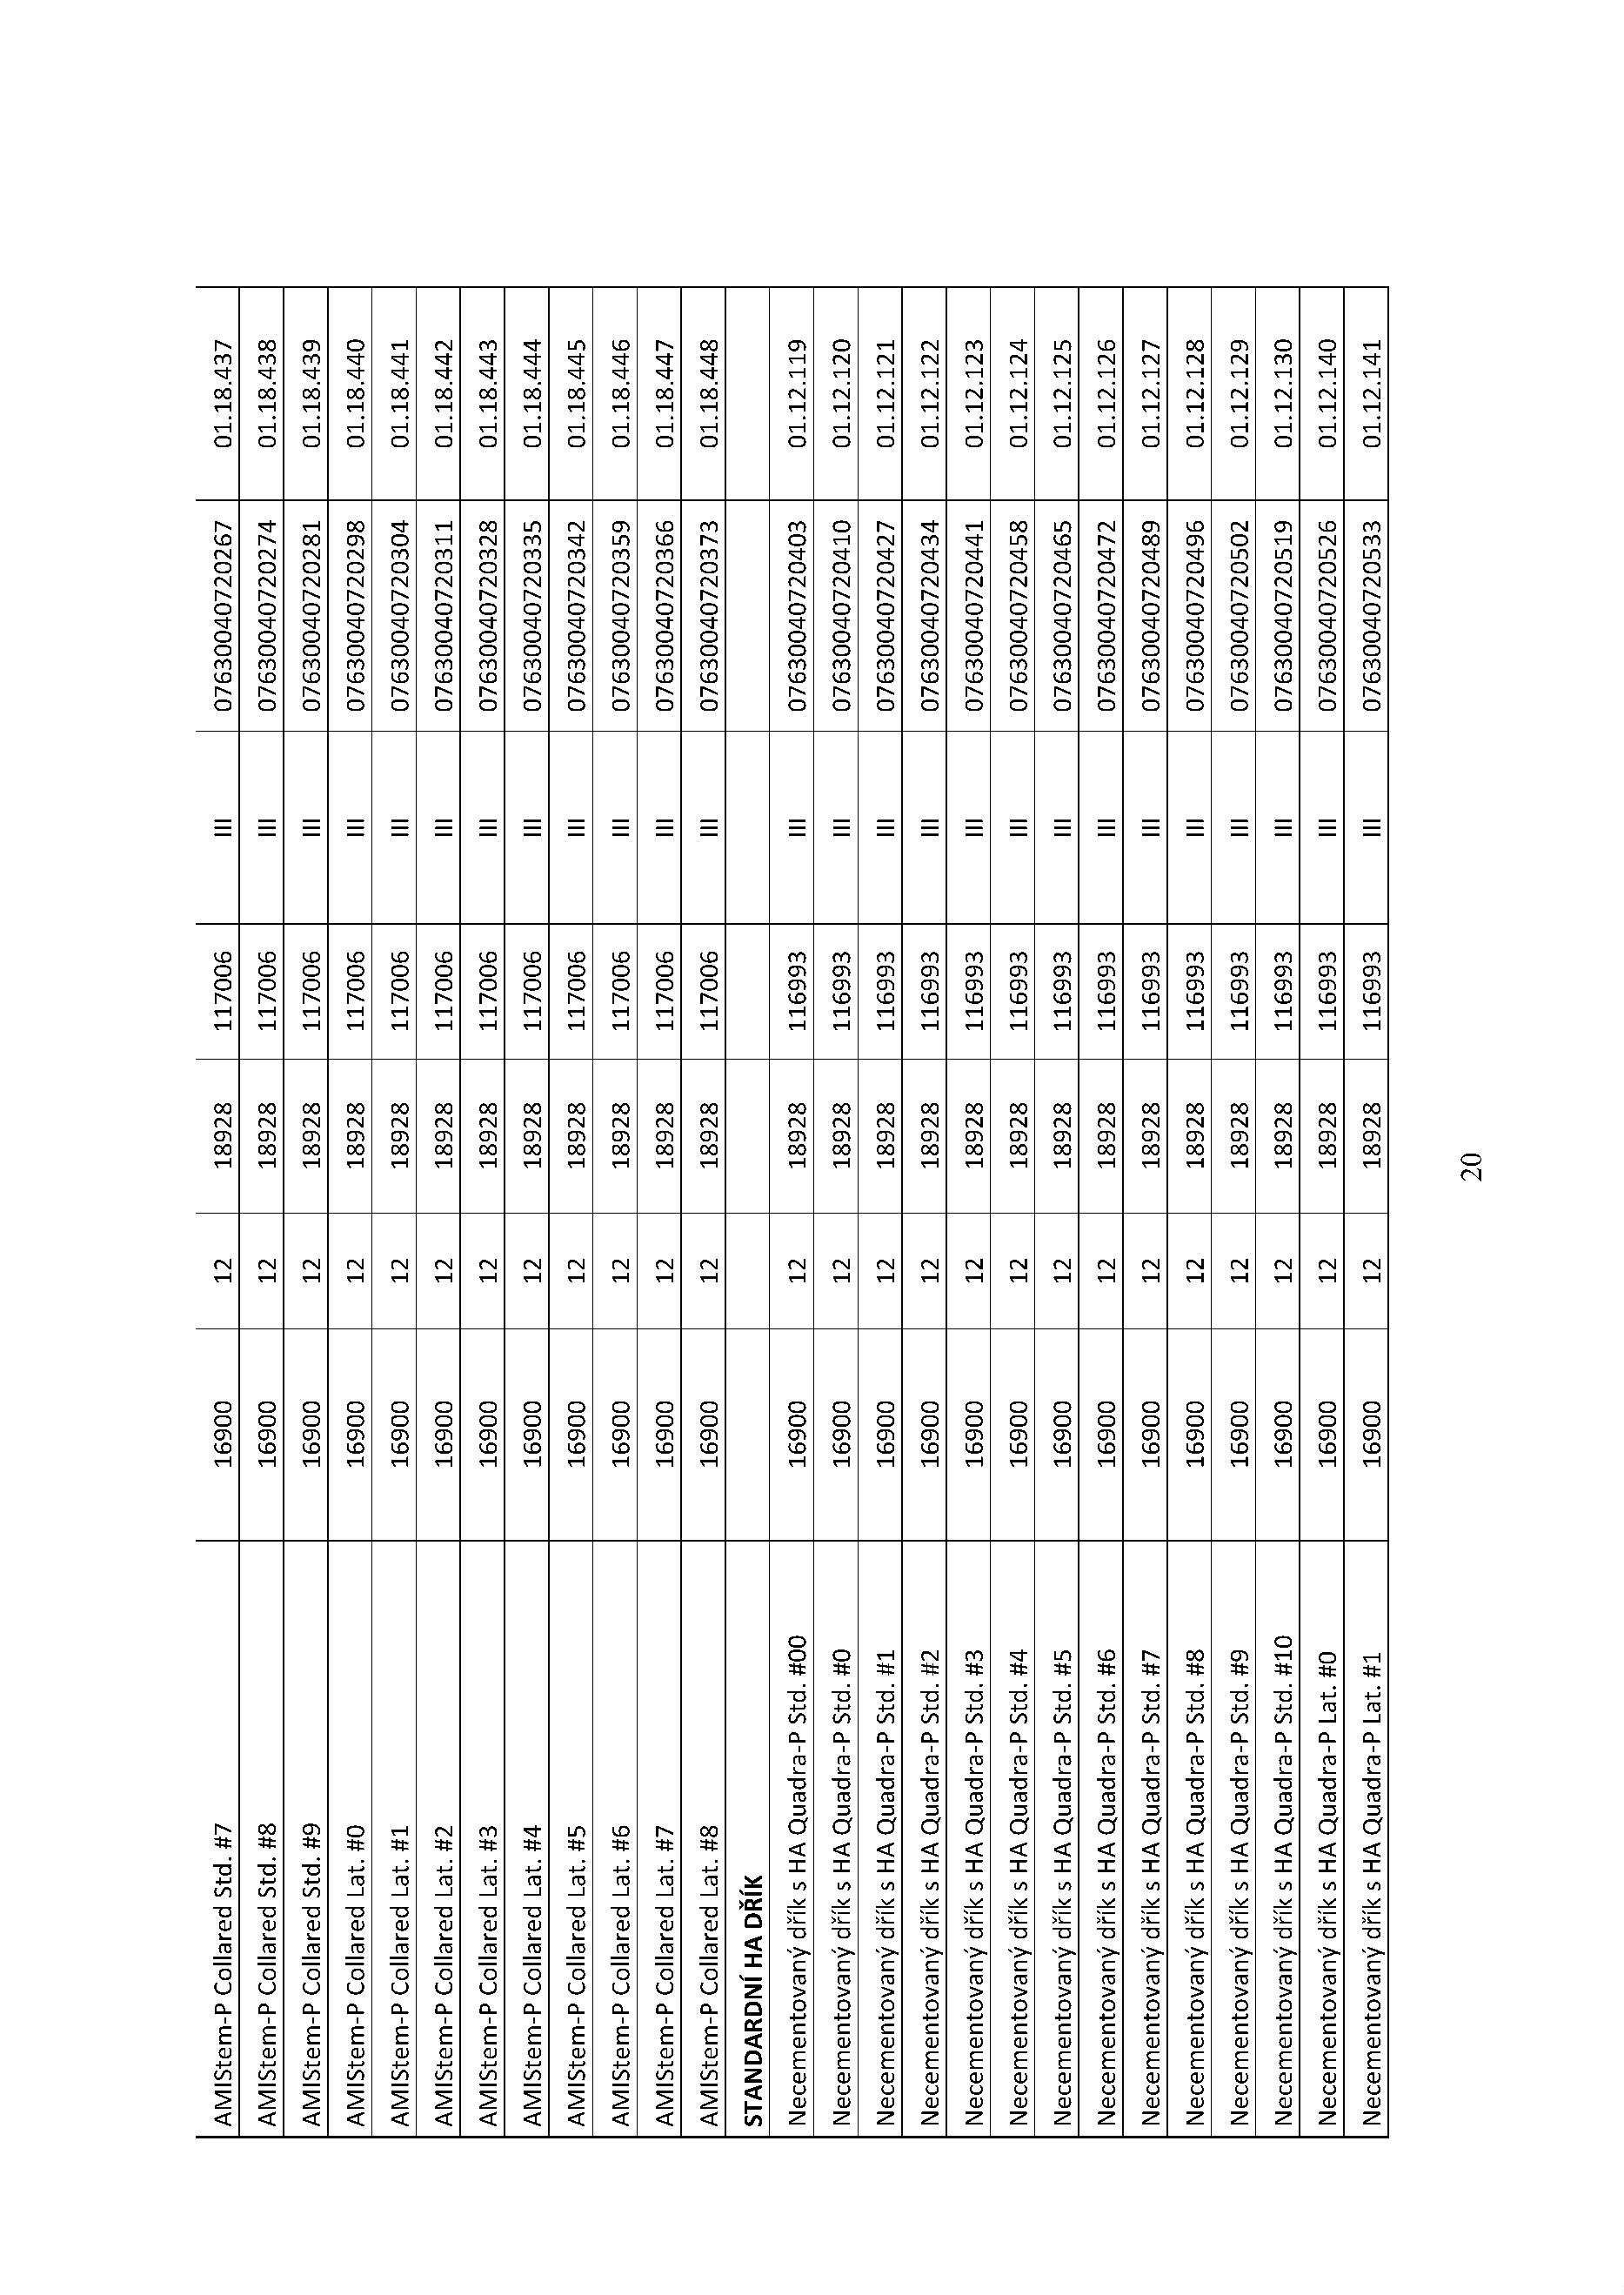 AMIStem-P Collared Std. #7 16900 12 18928 117006 III 07630040720267 01.18.437
AMIStem-P Collared Std. #8 16900 12 18928 117006 III 07630040720274 01.18.438
AMIStem-P Collared Std. #9 16900 12 18928 117006 III 07630040720281 01.18.439
AMIStem-P Collared Lat. #0 16900 12 18928 117006 III 07630040720298 01.18.440
AMIStem-P Collared Lat. #1 16900 12 18928 117006 III 07630040720304 01.18.441
AMIStem-P Collared Lat. #2 16900 12 18928 117006 III 07630040720311 01.18.442
AMIStem-P Collared Lat. #3 16900 12 18928 117006 III 07630040720328 01.18.443
AMIStem-P Collared Lat. #4 16900 12 18928 117006 III 07630040720335 01.18.444
AMIStem-P Collared Lat. #5 16900 12 18928 117006 III 07630040720342 01.18.445
AMIStem-P Collared Lat. #6 16900 12 18928 117006 III 07630040720359 01.18.446
AMIStem-P Collared Lat. #7 16900 12 18928 117006 III 07630040720366 01.18.447
AMIStem-P Collared Lat. #8 16900 12 18928 117006 III 07630040720373 01.18.448
STANDARDNÍ HA DŘÍK
Necementovaný dřík s HA Quadra-P Std. #00 16900 12 18928 116993 III 07630040720403 01.12.119
Necementovaný dřík s HA Quadra-P Std. #0 16900 12 18928 116993 III 07630040720410 01.12.120
Necementovaný dřík s HA Quadra-P Std. #1 16900 12 18928 116993 III 07630040720427 01.12.121
Necementovaný dřík s HA Quadra-P Std. #2 16900 12 18928 116993 III 07630040720434 01.12.122
Necementovaný dřík s HA Quadra-P Std. #3 16900 12 18928 116993 III 07630040720441 01.12.123
Necementovaný dřík s HA Quadra-P Std. #4 16900 12 18928 116993 III 07630040720458 01.12.124
Necementovaný dřík s HA Quadra-P Std. #5 16900 12 18928 116993 III 07630040720465 01.12.125
Necementovaný dřík s HA Quadra-P Std. #6 16900 12 18928 116993 III 07630040720472 01.12.126
Necementovaný dřík s HA Quadra-P Std. #7 16900 12 18928 116993 III 07630040720489 01.12.127
Necementovaný dřík s HA Quadra-P Std. #8 16900 12 18928 116993 III 07630040720496 01.12.128
Necementovaný dřík s HA Quadra-P Std. #9 16900 12 18928 116993 III 07630040720502 01.12.129
Necementovaný dřík s HA Quadra-P Std. #10 16900 12 18928 116993 III 07630040720519 01.12.130
Necementovaný dřík s HA Quadra-P Lat. #0 16900 12 18928 116993 III 07630040720526 01.12.140
Necementovaný dřík s HA Quadra-P Lat. #1 16900 12 18928 116993 III 07630040720533 01.12.141
20